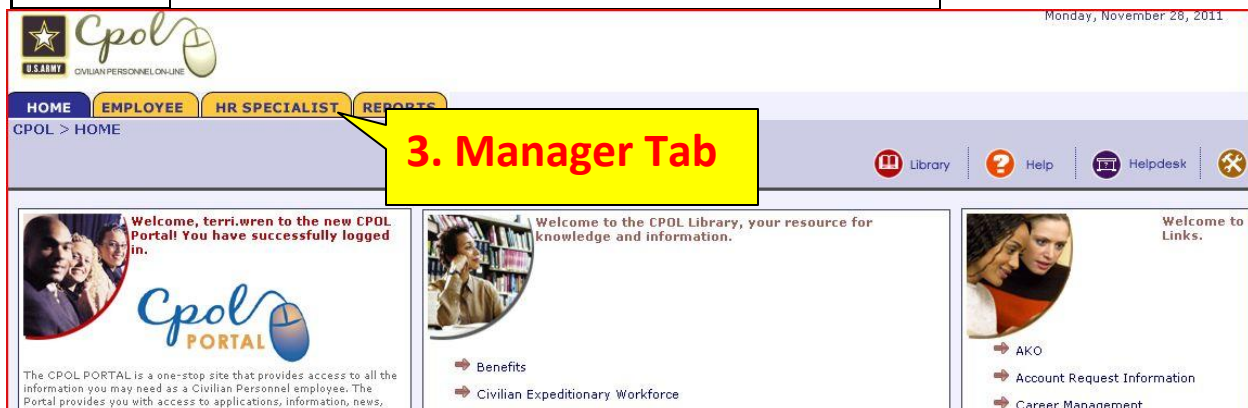 Monday, November 28, 2011
Cpol
U.S.ARMY
CIVILIAN PERSONNEL ON-LINE
HOME EMPLOYEE HR SPECIALIST REPORTS
CPOL > HOME
3. Manager Tab
Library Help Helpdesk
Welcome, terri.wren to the new CPOL
Portal! You have successfully logged
in.
Cpol
PORTAL
The CPOL PORTAL is a one-stop site that provides access to all the
information you may need as a Civilian Personnel employee. The
Portal provides you with access to applications, information, news,
Welcome to the CPOL Library, your resource for
knowledge and information.
Benefits
Civilian Expeditionary Workforce
Welcome to
Links.
AKO
Account Request Information
Career Management